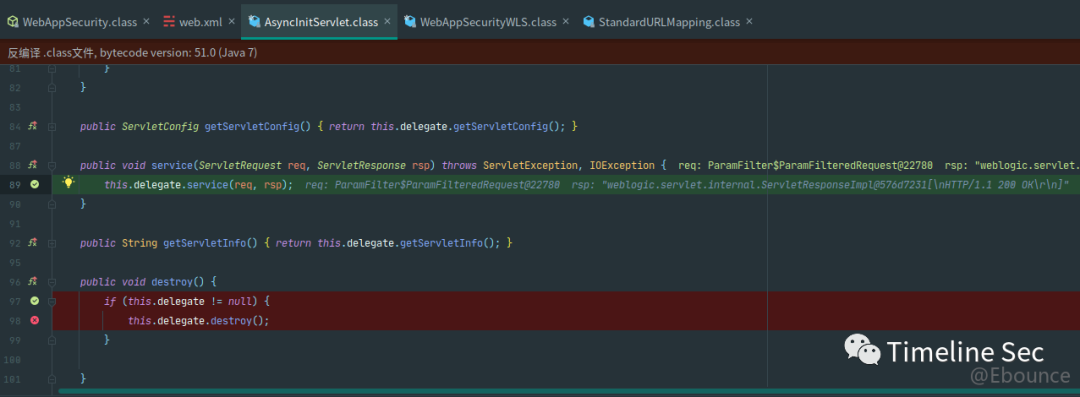 WebAppSecurity.class × web.xml × AsyncInitServlet.class × WebAppSecurityWLS.class × StandardURLMapping.class ×
反编译 .class文件, bytecode version: 51.0 (Java 7)
81 }
82 }
83
84 public ServletConfig getServletConfig() { return this.delegate.getServletConfig(); }
87
88 public void service(ServletRequest req, ServletResponse rsp) throws ServletException, IOException { req: ParamFilter$ParamFilteredRequest@22780 rsp: "weblogic.servlet.
89 this.delegate.service(req, rsp); req: ParamFilter$ParamFilteredRequest@22780 rsp: "weblogic.servlet.internal.ServletResponseImpl@576d7231[\nHTTP/1.1 200 OK\r\n]"
90 }
91
92 public String getServletInfo() { return this.delegate.getServletInfo(); }
95
96 public void destroy() {
97 if (this.delegate != null) {
98 this.delegate.destroy();
99 }
100
101 }
Timeline Sec
@Ebounce